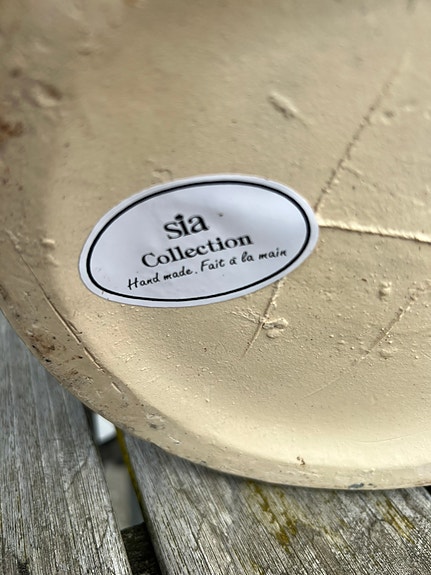 sia
Collection
Hand made. Fait à la main